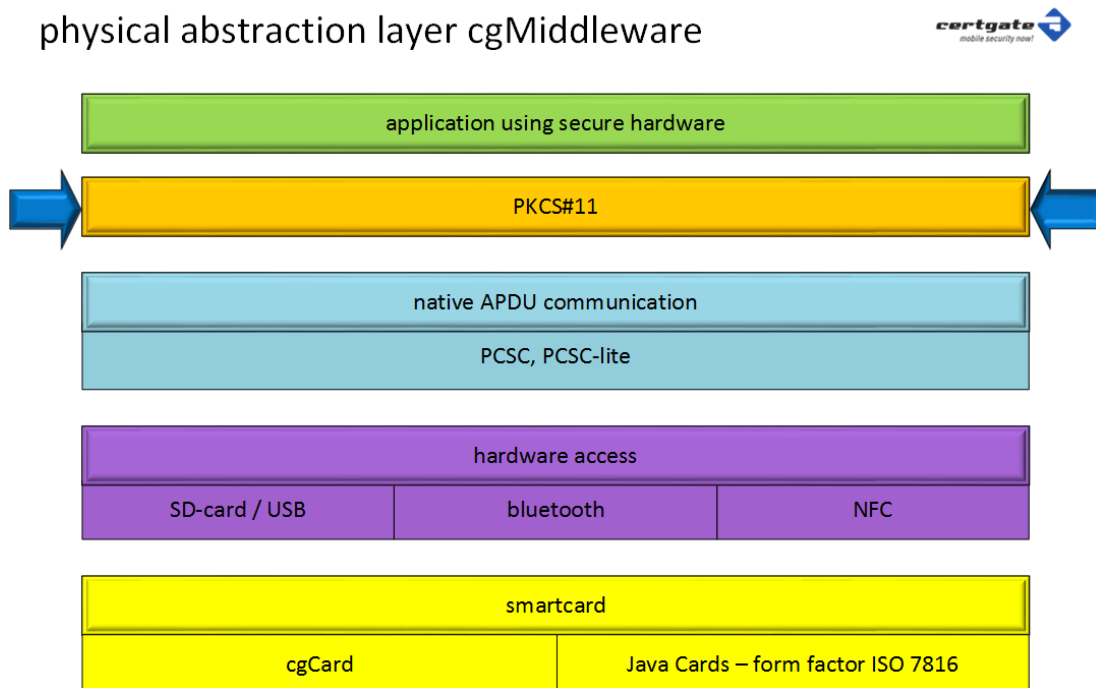 physical abstraction layer cgMiddleware
certgate
mobile security now!
application using secure hardware
PKCS#11
native APDU communication
PCSC, PCSC-lite
hardware access
SD-card / USB
bluetooth
NFC
smartcard
cgCard
Java Cards – form factor ISO 7816